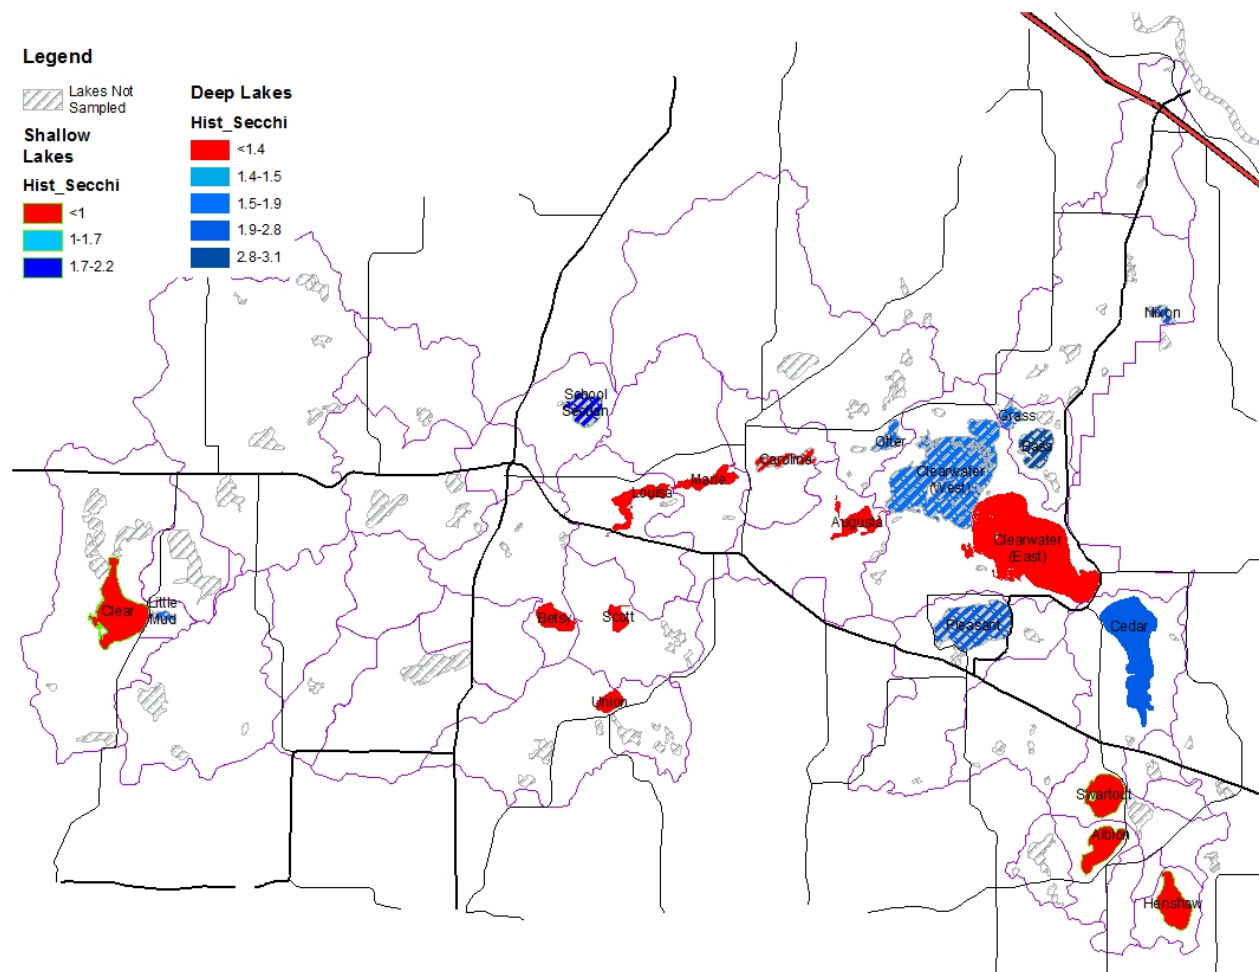 Legend
Lakes Not
Sampled
Shallow
Lakes
Hist_Secchi
<1
1-1.7
1.7-2.2
Deep Lakes
Hist_Secchi
<1.4
1.4-1.5
1.5-1.9
1.9-2.8
2.8-3.1
Nixon
School
Section
Grass
Otter
Bass
Caroline
Clearwater
(West)
Marie
Louisa
Augusta
Clearwater
(East)
Clear
Little
Mud
Betsy
Scott
Pleasant
Cedar
Union
Swartout
Albion
Henshaw